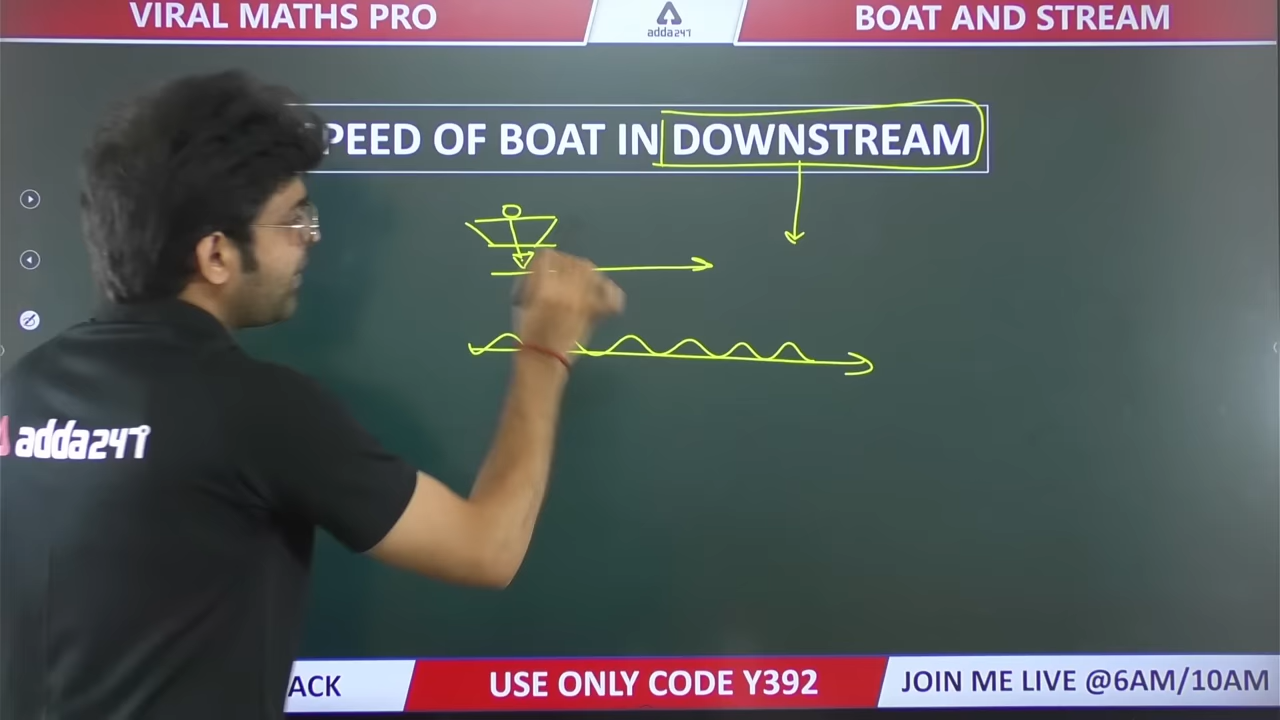 VIRAL MATHS PRO
adda247
BOAT AND STREAM
PEED OF BOAT IN DOWNSTREAM
adda247
ACK
USE ONLY CODE Y392
JOIN ME LIVE @6AM/10AM